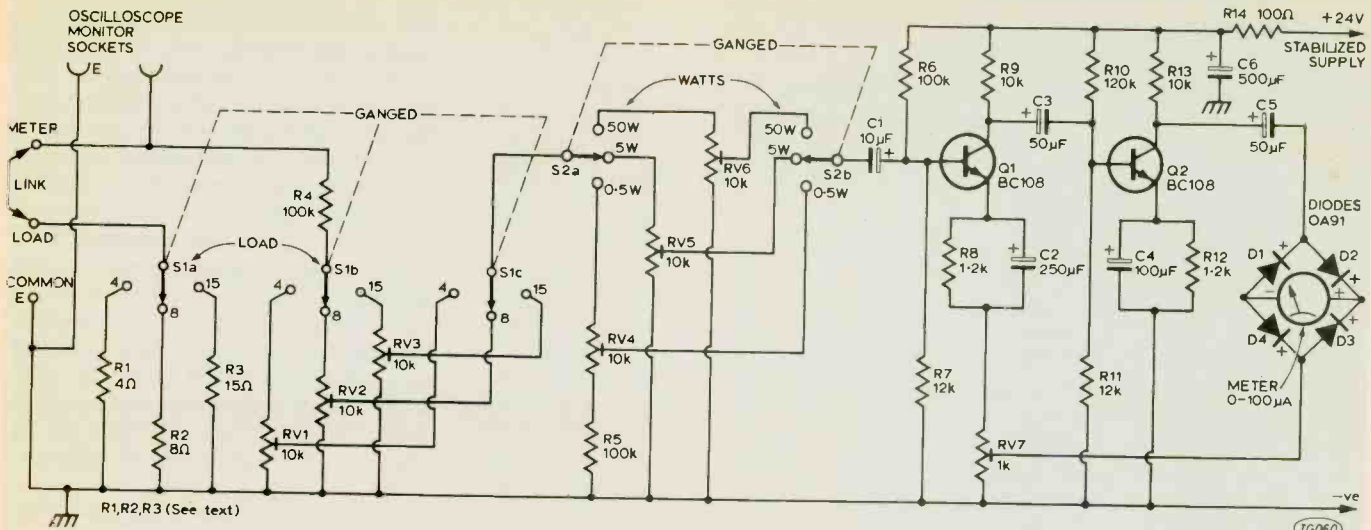 OSCILLOSCOPE
MONITOR
SOCKETS
E
METER
LINK
LOAD
COMMON
E
GANGED
R4
100k
S1a
LOAD
S1b
S1c
4
15
8
4
15
8
4
15
8
R1
4Ω
R2
8Ω
R3
15Ω
RV1
10k
RV2
10k
RV3
10k
R1,R2,R3 (See text)
GANGED
WATTS
S2a
50W
5W
0·5W
RV6
10k
50W
5W
0·5W
S2b
RV5
10k
RV4
10k
R5
100k
C1
10µF
+
R6
100k
R7
12k
R9
10k
C3
+
50µF
Q1
BC108
R8
1·2k
+
C2
250µF
RV7
1k
R10
120k
R11
12k
R13
10k
Q2
BC108
+
C4
100µF
R12
1·2k
R14 100Ω
+24V
STABILIZED
SUPPLY
+
C6
500µF
C5
+
50µF
DIODES
OA91
D1
D2
+
+
-
+
D4
D3
+
+
METER
0-100µA
-ve
TG060